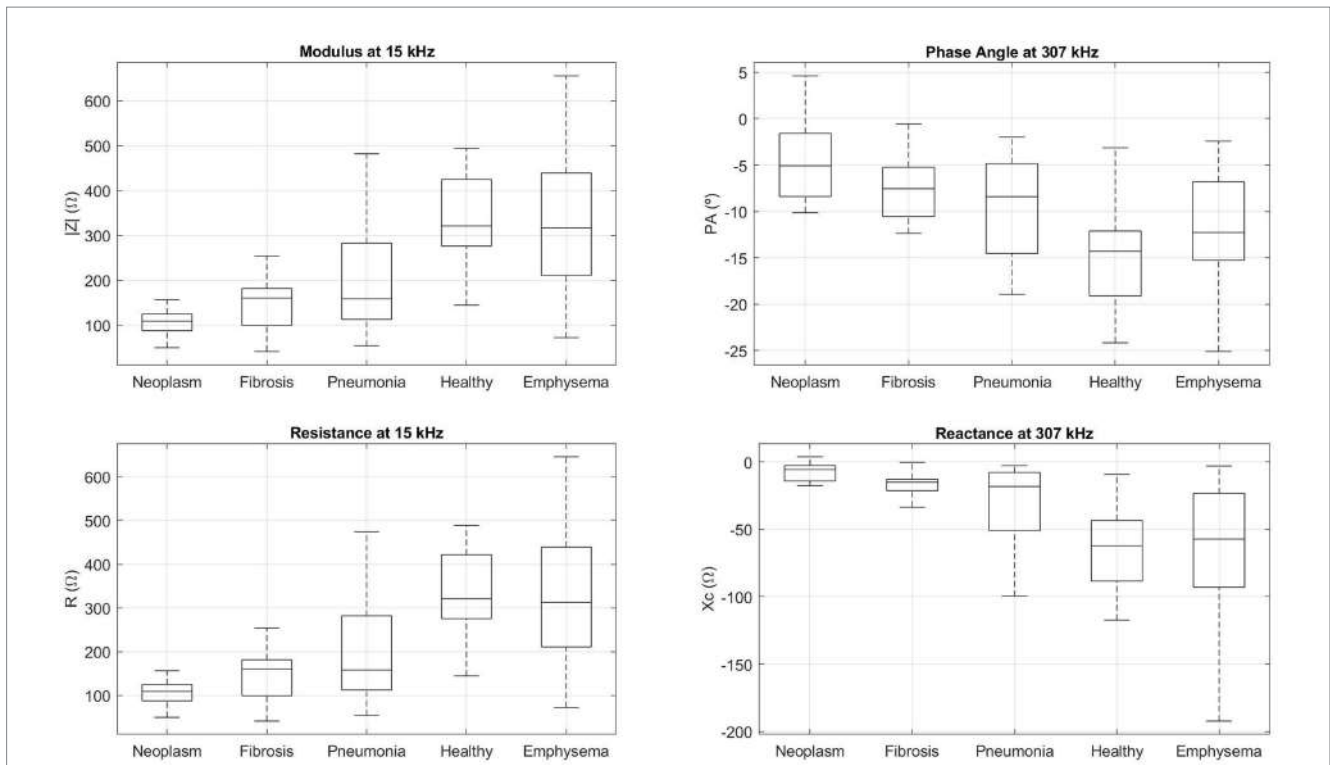 Modulus at 15 kHz
|Z| (Ω)
600
500
400
300
200
100
Neoplasm Fibrosis Pneumonia Healthy Emphysema
Phase Angle at 307 kHz
PA (º)
5
0
-5
-10
-15
-20
-25
Neoplasm Fibrosis Pneumonia Healthy Emphysema
Resistance at 15 kHz
R (Ω)
600
500
400
300
200
100
Neoplasm Fibrosis Pneumonia Healthy Emphysema
Reactance at 307 kHz
Xc (Ω)
0
-50
-100
-150
-200
Neoplasm Fibrosis Pneumonia Healthy Emphysema